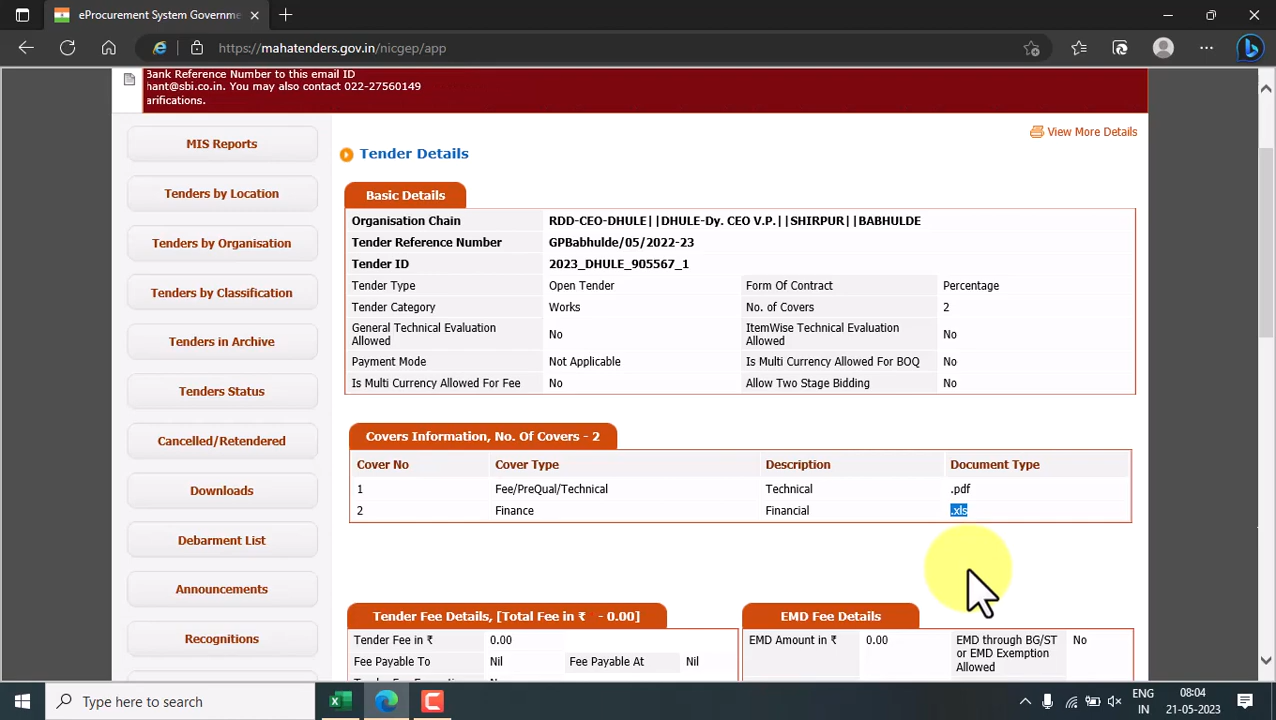 eProcurement System Governm
https://mahatenders.gov.in/nicgep/app
Bank Reference Number to this email ID
hant@sbi.co.in. You may also contact 022-27560149
arifications.
MIS Reports
Tenders by Location
Tenders by Organisation
Tenders by Classification
Tenders in Archive
Tenders Status
Cancelled/Retendered
Downloads
Debarment List
Announcements
Recognitions
View More Details
Tender Details
Basic Details
Organisation Chain RDD-CEO-DHULE||DHULE-Dy. CEO V.P.||SHIRPUR||BABHULDE
Tender Reference Number GPBabhulde/05/2022-23
Tender ID 2023_DHULE_905567_1
Tender Type Open Tender Form Of Contract Percentage
Tender Category Works No. of Covers 2
General Technical Evaluation Allowed No ItemWise Technical Evaluation Allowed No
Payment Mode Not Applicable Is Multi Currency Allowed For BOQ No
Is Multi Currency Allowed For Fee No Allow Two Stage Bidding No
Covers Information, No. Of Covers - 2
Cover No Cover Type Description Document Type
1 Fee/PreQual/Technical Technical .pdf
2 Finance Financial .xls
Tender Fee Details, [Total Fee in ₹ - 0.00]
Tender Fee in ₹ 0.00
Fee Payable To Nil Fee Payable At Nil
EMD Fee Details
EMD Amount in ₹ 0.00 EMD through BG/ST or EMD Exemption Allowed No
Type here to search
ENG
IN
08:04
21-05-2023